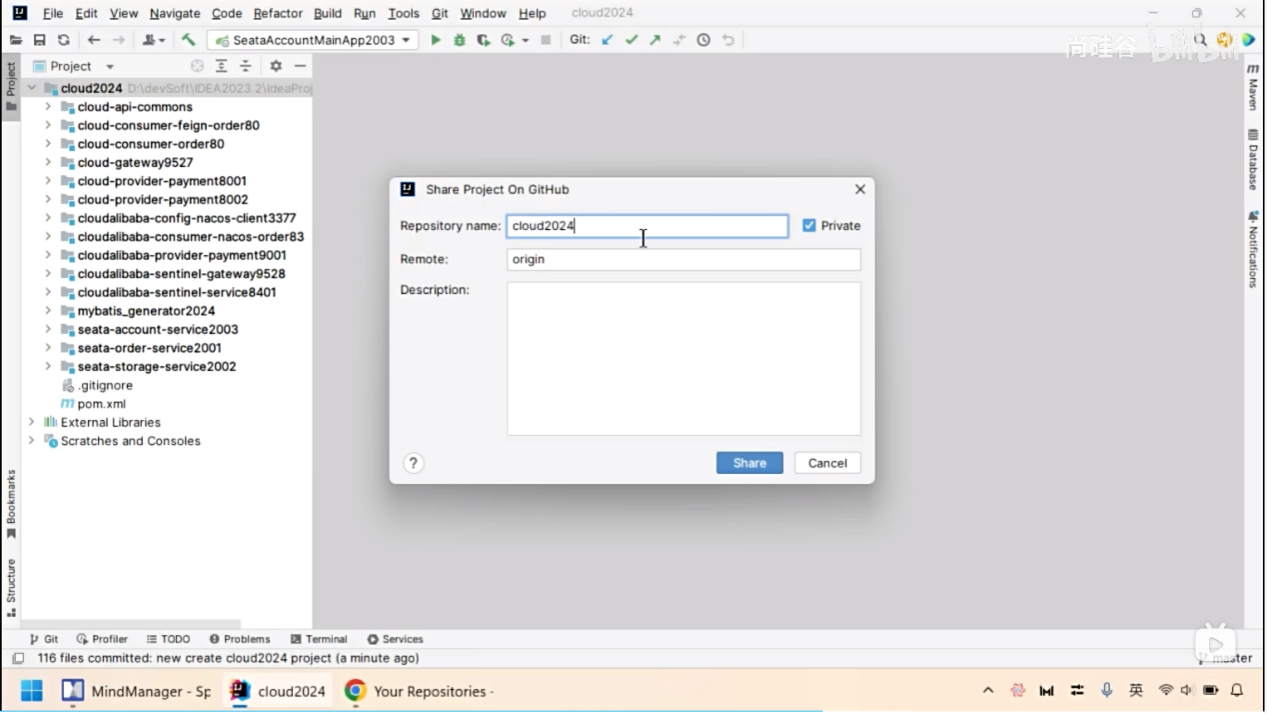 File Edit View Navigate Code Refactor Build Run Tools Git Window Help cloud2024
SeataAccountMainApp2003 Git:
尚硅谷
Project
Project
cloud2024 D:\devSoft\IDEA2023.2\IdeaProj
cloud-api-commons
cloud-consumer-feign-order80
cloud-consumer-order80
cloud-gateway9527
cloud-provider-payment8001
cloud-provider-payment8002
cloudalibaba-config-nacos-client3377
cloudalibaba-consumer-nacos-order83
cloudalibaba-provider-payment9001
cloudalibaba-sentinel-gateway9528
cloudalibaba-sentinel-service8401
mybatis_generator2024
seata-account-service2003
seata-order-service2001
seata-storage-service2002
.gitignore
pom.xml
External Libraries
Scratches and Consoles
Bookmarks
Structure
Share Project On GitHub
Repository name: cloud2024 Private
Remote: origin
Description:
? Share Cancel
Maven
Database
Notifications
Git Profiler TODO Problems Terminal Services
116 files committed: new create cloud2024 project (a minute ago) master
MindManager - Sp cloud2024 Your Repositories - 英